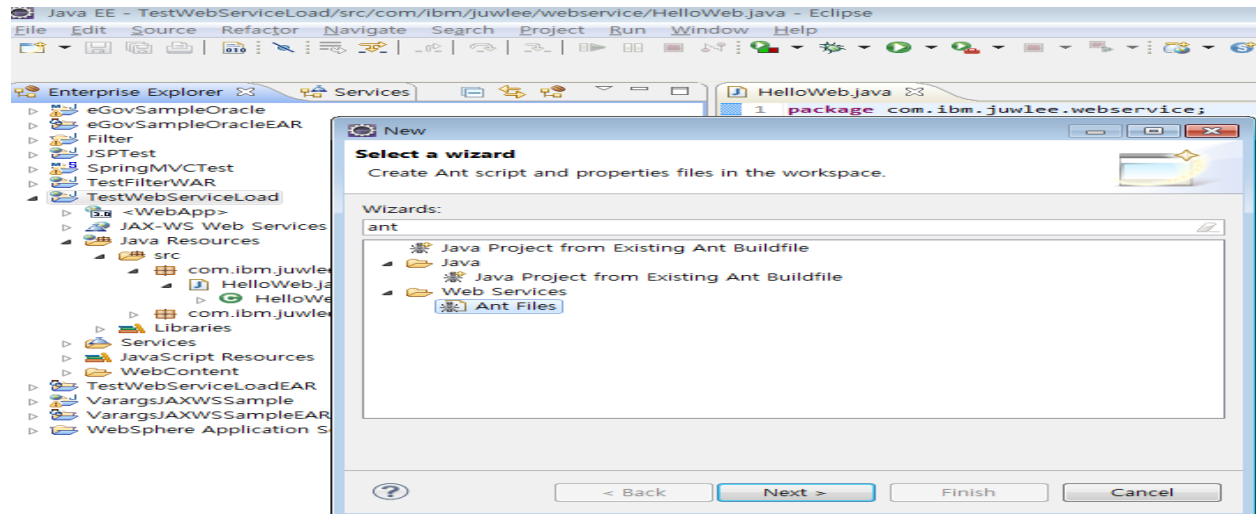 Java EE - TestWebServiceLoad/src/com/ibm/juwlee/webservice/HelloWeb.java - Eclipse
File Edit Source Refactor Navigate Search Project Run Window Help
Enterprise Explorer Services
HelloWeb.java
eGovSampleOracle
eGovSampleOracleEAR
Filter
JSPTest
SpringMVCTest
TestFilterWAR
TestWebServiceLoad
<WebApp>
JAX-WS Web Services
Java Resources
src
com.ibm.juwlee
HelloWeb.ja
HelloWe
com.ibm.juwlee
Libraries
Services
JavaScript Resources
WebContent
TestWebServiceLoadEAR
VarargsJAXWSSample
VarargsJAXWSSampleEAR
WebSphere Application S
1 package com.ibm.juwlee.webservice;
New
Select a wizard
Create Ant script and properties files in the workspace.
Wizards:
ant
Java Project from Existing Ant Buildfile
Java
Java Project from Existing Ant Buildfile
Web Services
Ant Files
? < Back Next > Finish Cancel